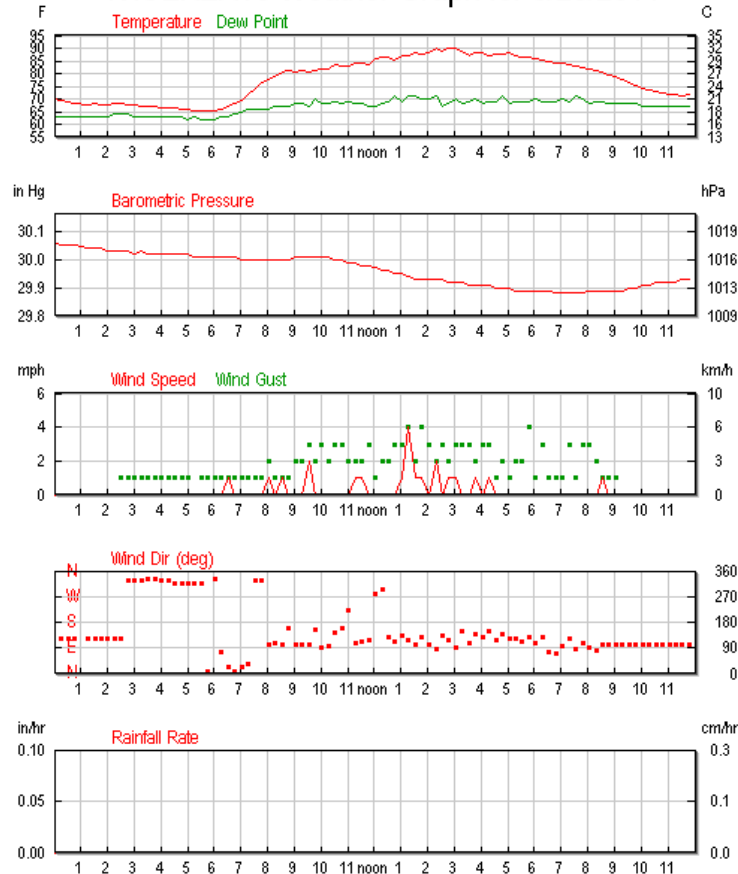 F
C
Temperature Dew Point
95 35
90 32
85 29
80 27
75 24
70 21
65 18
60 16
55 13
1 2 3 4 5 6 7 8 9 10 11 noon 1 2 3 4 5 6 7 8 9 10 11
in Hg hPa
Barometric Pressure
30.1 1019
30.0 1016
29.9 1013
29.8 1009
1 2 3 4 5 6 7 8 9 10 11 noon 1 2 3 4 5 6 7 8 9 10 11
mph km/h
Wind Speed Wind Gust
6 10
4 6
2 3
0 0
1 2 3 4 5 6 7 8 9 10 11 noon 1 2 3 4 5 6 7 8 9 10 11
Wind Dir (deg)
N 360
W 270
S 180
E 90
N 0
1 2 3 4 5 6 7 8 9 10 11 noon 1 2 3 4 5 6 7 8 9 10 11
in/hr cm/hr
Rainfall Rate
0.10 0.3
0.05 0.1
0.00 0.0
1 2 3 4 5 6 7 8 9 10 11 noon 1 2 3 4 5 6 7 8 9 10 11